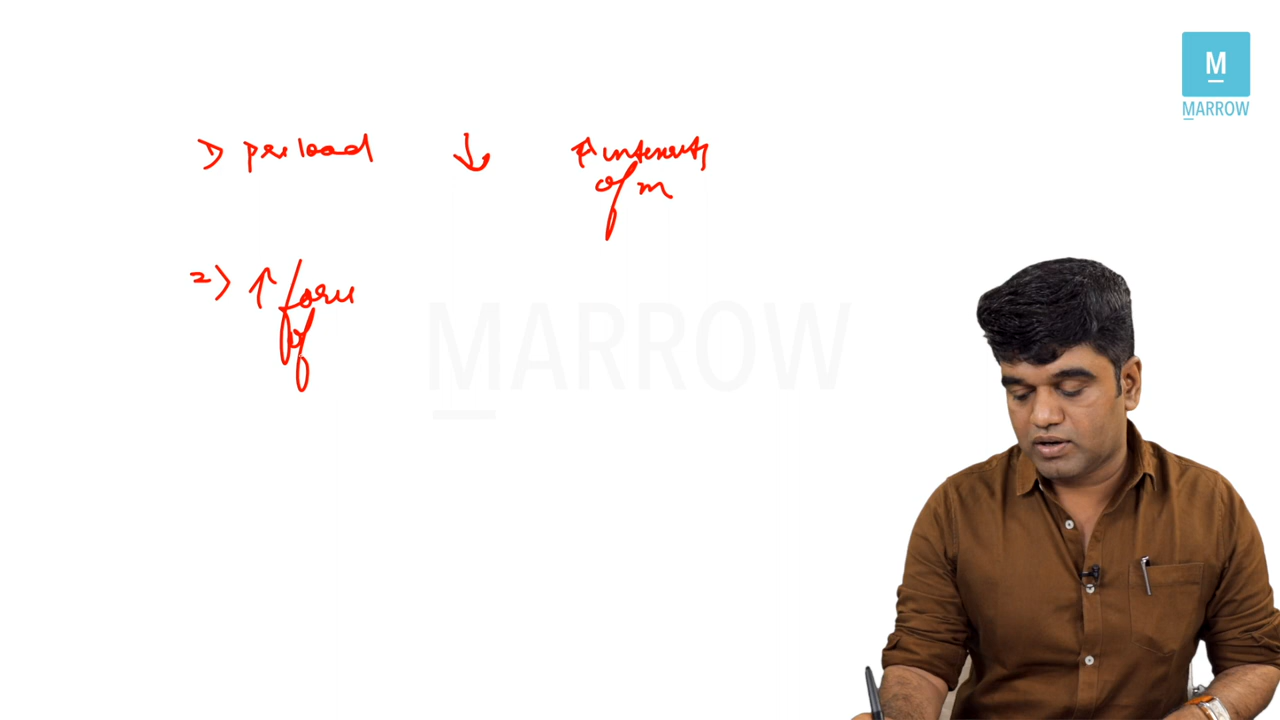 M
MARROW
1) preload ↓ ↑ intensity
of m
2) ↑ force
of
MARROW